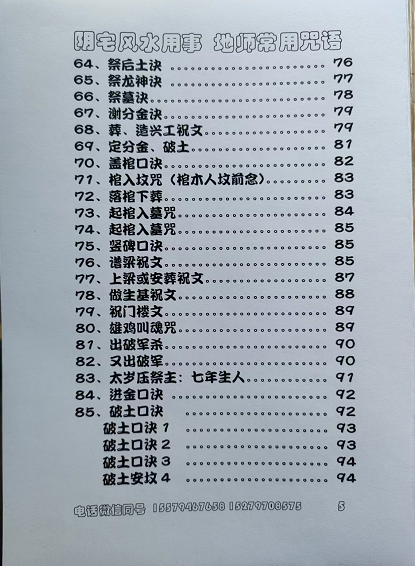 阴宅风水用事 地师常用咒语
64、祭后土诀 76
65、祭龙神诀 77
66、祭墓诀 78
67、谢分金诀 79
68、葬、造兴工祝文 79
69、定分金、破土 81
70、盖棺口诀 82
71、棺入坟咒（棺木人坟前念） 83
72、落棺下葬 83
73、起棺入墓咒 84
74、起棺入墓咒 85
75、竖碑口诀 85
76、谱梁祝文 85
77、上梁或安葬祝文 87
78、做生基祝文 88
79、祝门楼文 89
80、雄鸡叫魂咒 89
81、出破军杀 90
82、又出破军 90
83、太岁压祭主：七年生人 91
84、进金口诀 92
85、破土口诀 92
破土口诀 1 93
破土口诀 2 93
破土口诀 3 94
破土安坟 4 94
电话微信同号 15579467658 15279708575 5